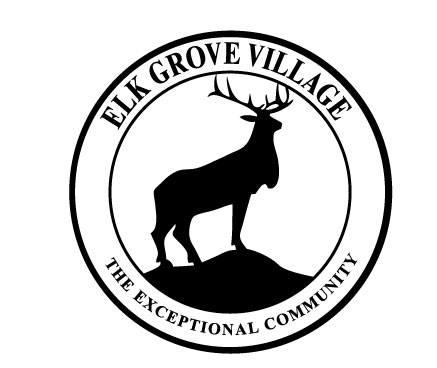 ELK GROVE VILLAGE
THE EXCEPTIONAL COMMUNITY